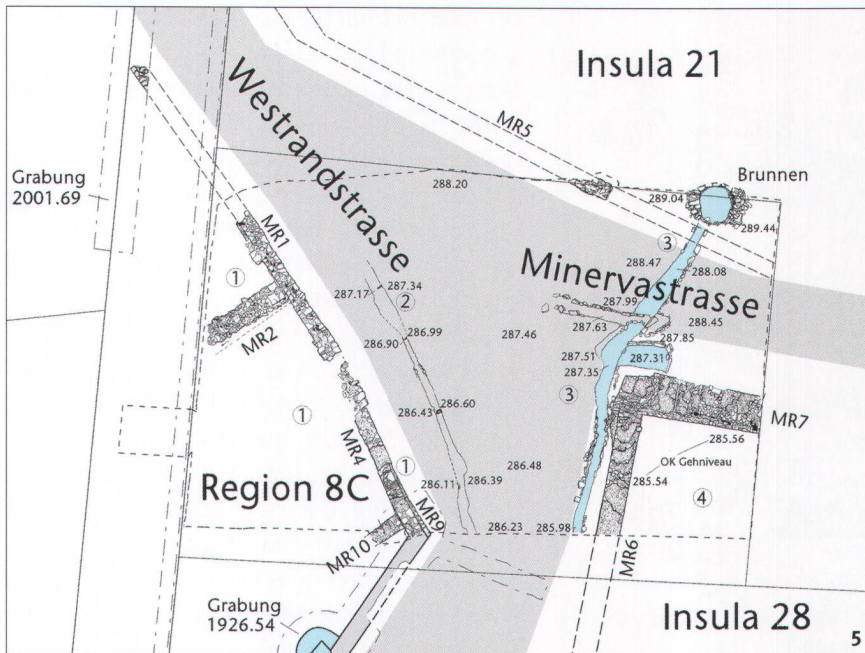 Insula 21
Westrandstrasse
MR5
Brunnen
Grabung
2001.69
288.20
289.04
289.44
MR1
3
288.47
288.08
1
Minervastrasse
287.34
287.17
2
287.99
288.45
MR2
286.99
286.90
287.46
287.63
287.85
287.51
287.31
287.35
1
3
286.60
286.43
MR7
MR4
285.56
OK Gehniveau
1
286.48
285.54
4
Region 8C
286.11
286.39
MR9
286.23
285.98
MR10
MR6
Grabung
1926.54
Insula 28
5